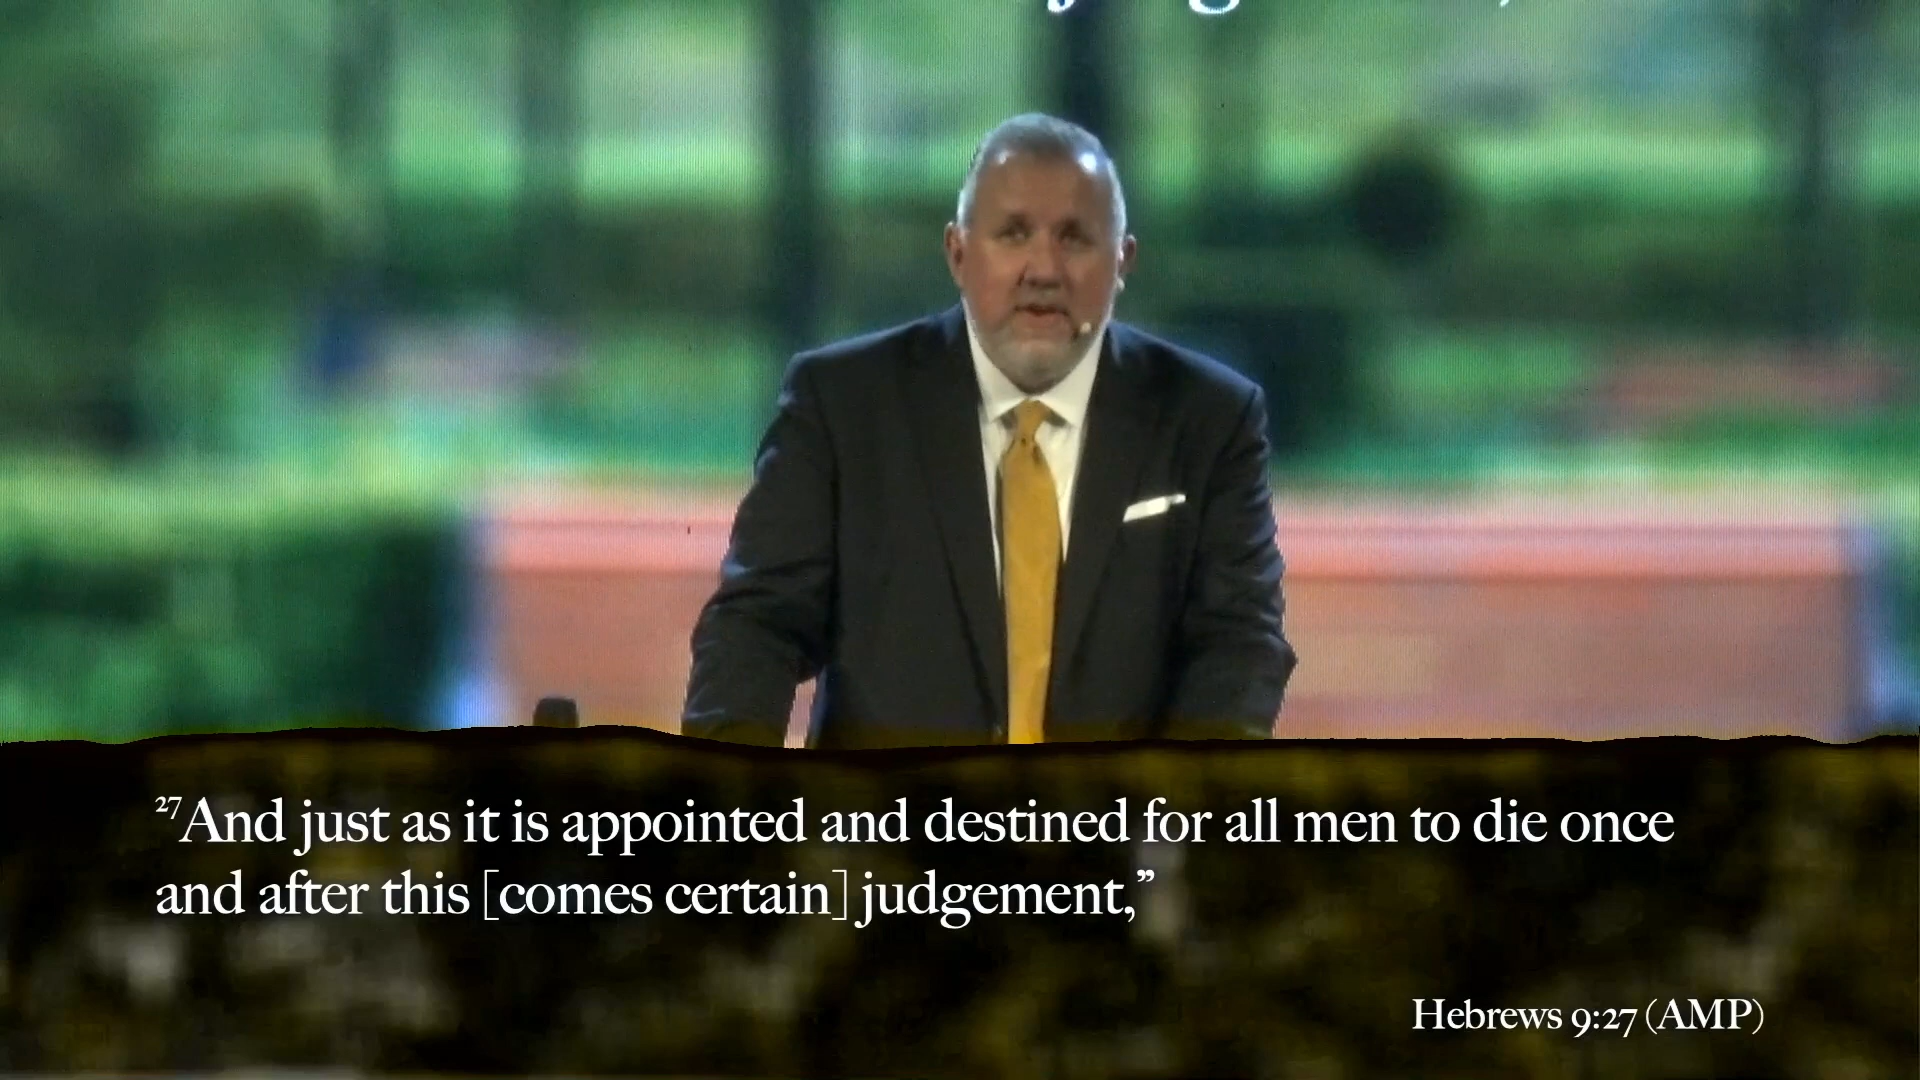 ²⁷And just as it is appointed and destined for all men to die once
and after this [comes certain] judgement,”
Hebrews 9:27 (AMP)